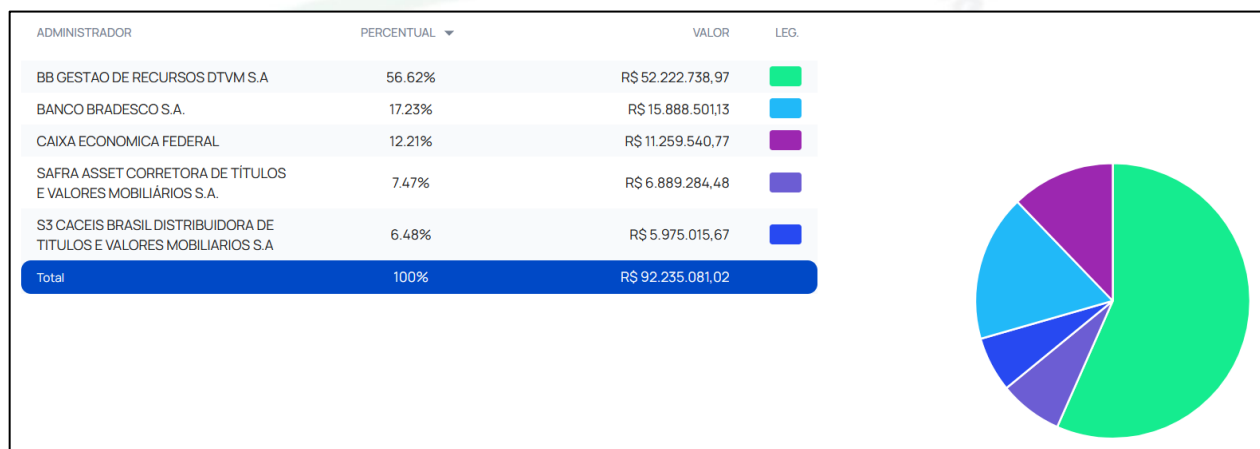 ADMINISTRADOR PERCENTUAL VALOR LEG.
BB GESTAO DE RECURSOS DTVM S.A 56.62% R$ 52.222.738,97
BANCO BRADESCO S.A. 17.23% R$ 15.888.501,13
CAIXA ECONOMICA FEDERAL 12.21% R$ 11.259.540,77
SAFRA ASSET CORRETORA DE TÍTULOS
E VALORES MOBILIÁRIOS S.A. 7.47% R$ 6.889.284,48
S3 CACEIS BRASIL DISTRIBUIDORA DE
TITULOS E VALORES MOBILIARIOS S.A 6.48% R$ 5.975.015,67
Total 100% R$ 92.235.081,02